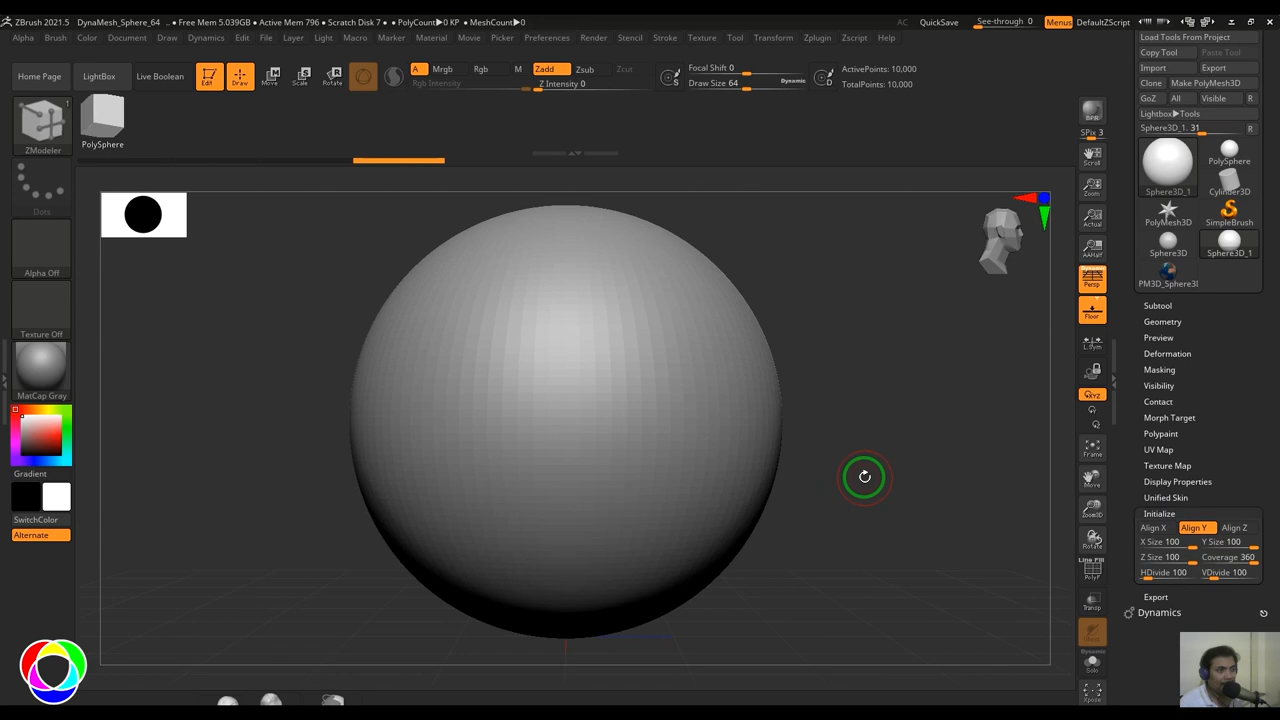 ZBrush 2021.5 DynaMesh_Sphere_64 .. • Free Mem 5.039GB • Active Mem 796 • Scratch Disk 7 • PolyCount▶0 KP • MeshCount▶0 AC QuickSave See-through 0 Menus DefaultZScript
Alpha Brush Color Document Draw Dynamics Edit File Layer Light Macro Marker Material Movie Picker Preferences Render Stencil Stroke Texture Tool Transform Zplugin Zscript Help
Load Tools From Project
Copy Tool Paste Tool
Import Export
Clone Make PolyMesh3D
GoZ All Visible R
Lightbox▶Tools
Sphere3D_1. 31 R
Home Page LightBox Live Boolean Edit Draw Move Scale Rotate
A Mrgb Rgb M Zadd Zsub Zcut
Rgb Intensity Z Intensity 0
Focal Shift 0
Draw Size 64 Dynamic
S D
ActivePoints: 10,000
TotalPoints: 10,000
1
ZModeler
PolySphere
Dots
Alpha Off
Texture Off
MatCap Gray
Gradient
SwitchColor
Alternate
BPR
SPix 3
Scroll
Zoom
Actual
AAHalf
Persp
Floor
L.Sym
XYZ
Frame
Move
Zoom3D
Rotate
Line Fill
PolyF
Transp
Ghost
Dynamic
Solo
Xpose
Sphere3D_1
PolySphere
Cylinder3D
PolyMesh3D
SimpleBrush
Sphere3D
Sphere3D_1
PM3D_Sphere3I
Subtool
Geometry
Preview
Deformation
Masking
Visibility
Contact
Morph Target
Polypaint
UV Map
Texture Map
Display Properties
Unified Skin
Initialize
Align X Align Y Align Z
X Size 100 Y Size 100
Z Size 100 Coverage 360
HDivide 100 VDivide 100
Export
Dynamics